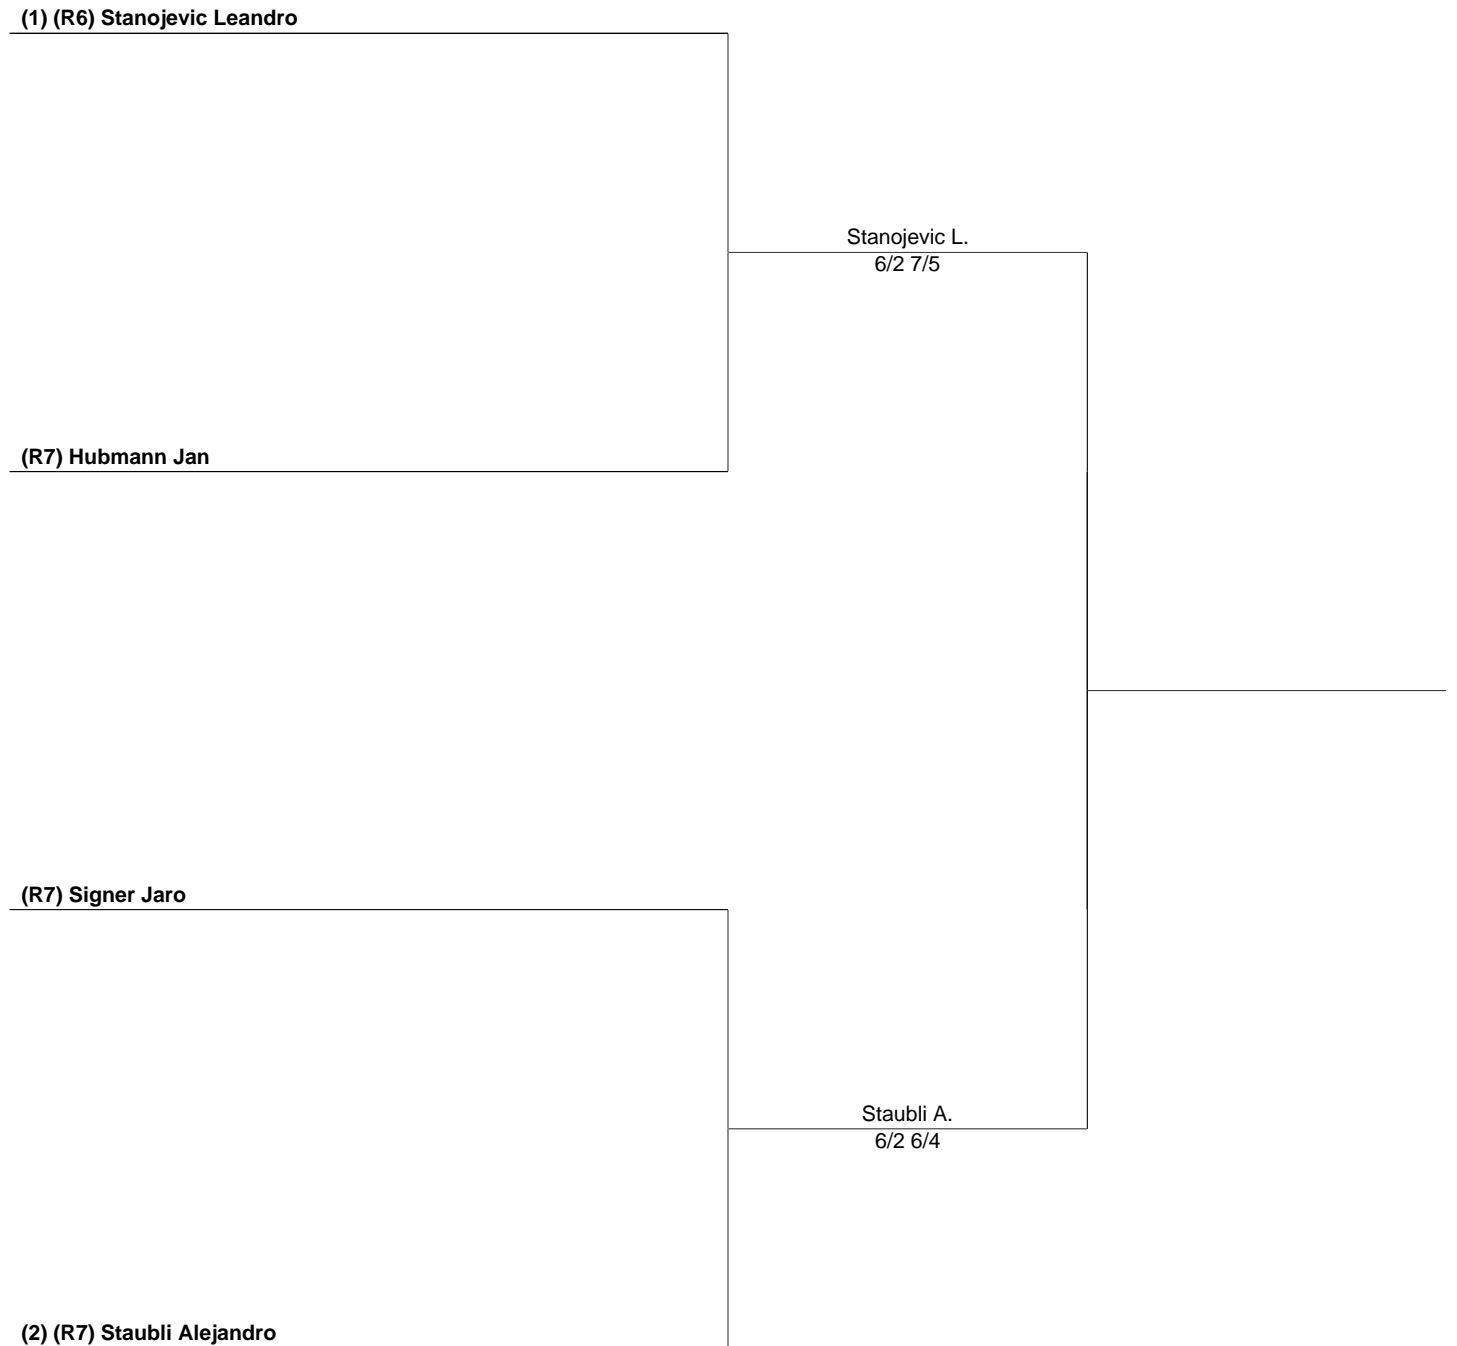 (1) (R6) Stanojevic Leandro
Stanojevic L.
6/2 7/5
(R7) Hubmann Jan
(R7) Signer Jaro
Staubli A.
6/2 6/4
(2) (R7) Staubli Alejandro